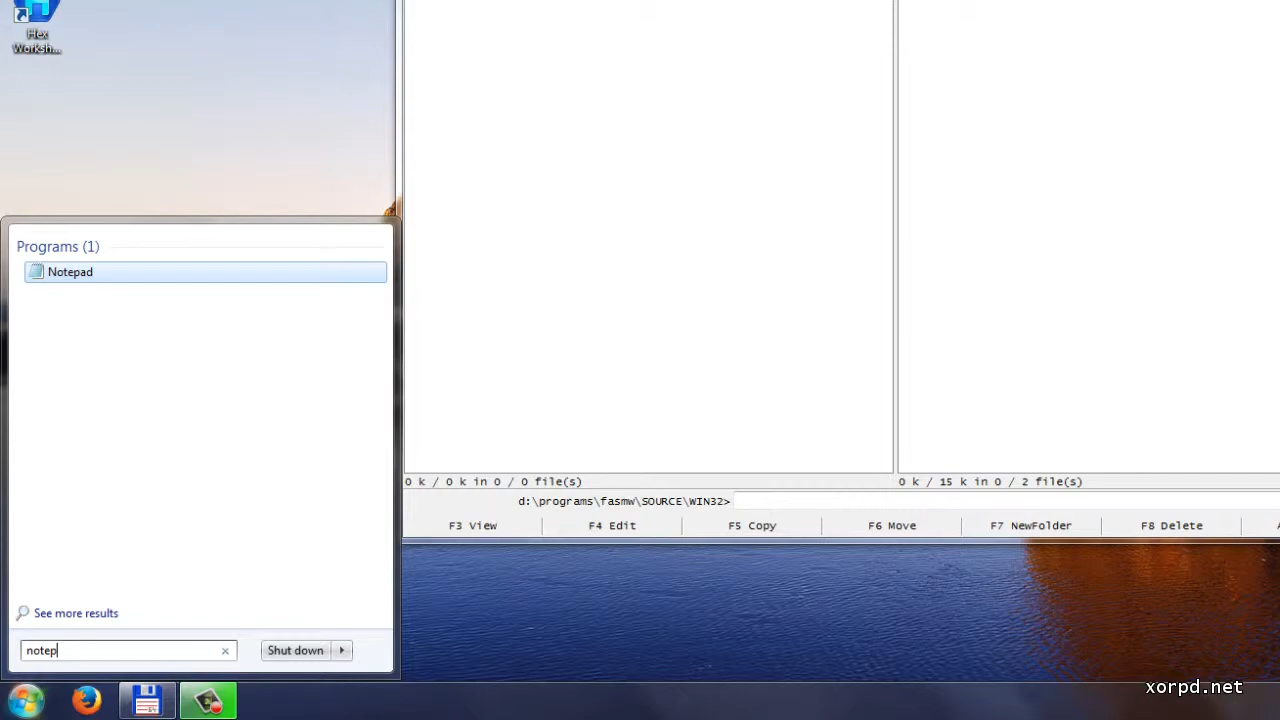 Hex
Worksh...
Programs (1)
Notepad
See more results
notep
Shut down
0 k / 0 k in 0 / 0 file(s)
0 k / 15 k in 0 / 2 file(s)
d:\programs\fasmw\SOURCE\WIN32>
F3 View
F4 Edit
F5 Copy
F6 Move
F7 NewFolder
F8 Delete
xorpd.net